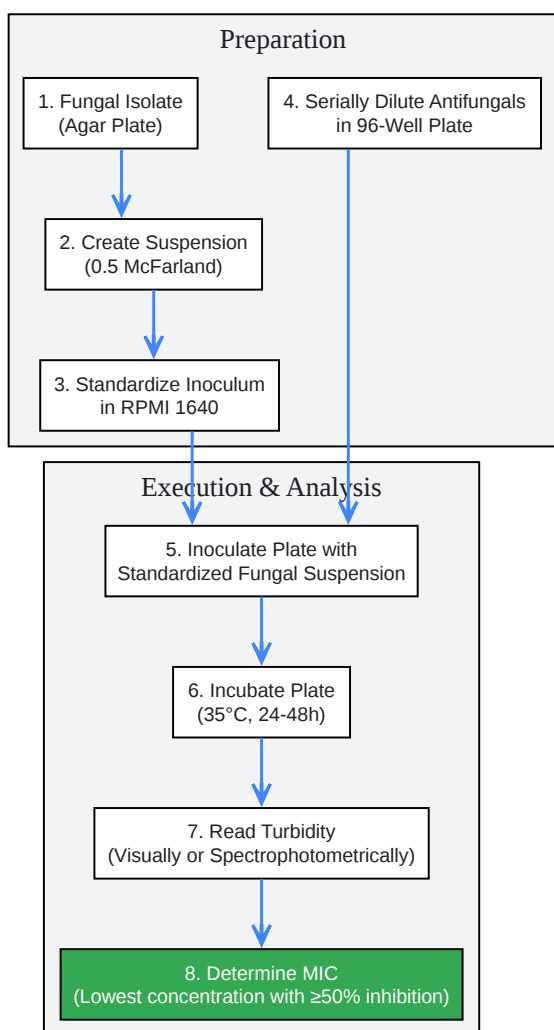 Preparation
1. Fungal Isolate
(Agar Plate)
4. Serially Dilute Antifungals
in 96-Well Plate
2. Create Suspension
(0.5 McFarland)
3. Standardize Inoculum
in RPMI 1640
Execution & Analysis
5. Inoculate Plate with
Standardized Fungal Suspension
6. Incubate Plate
(35°C, 24-48h)
7. Read Turbidity
(Visually or Spectrophotometrically)
8. Determine MIC
(Lowest concentration with ≥50% inhibition)